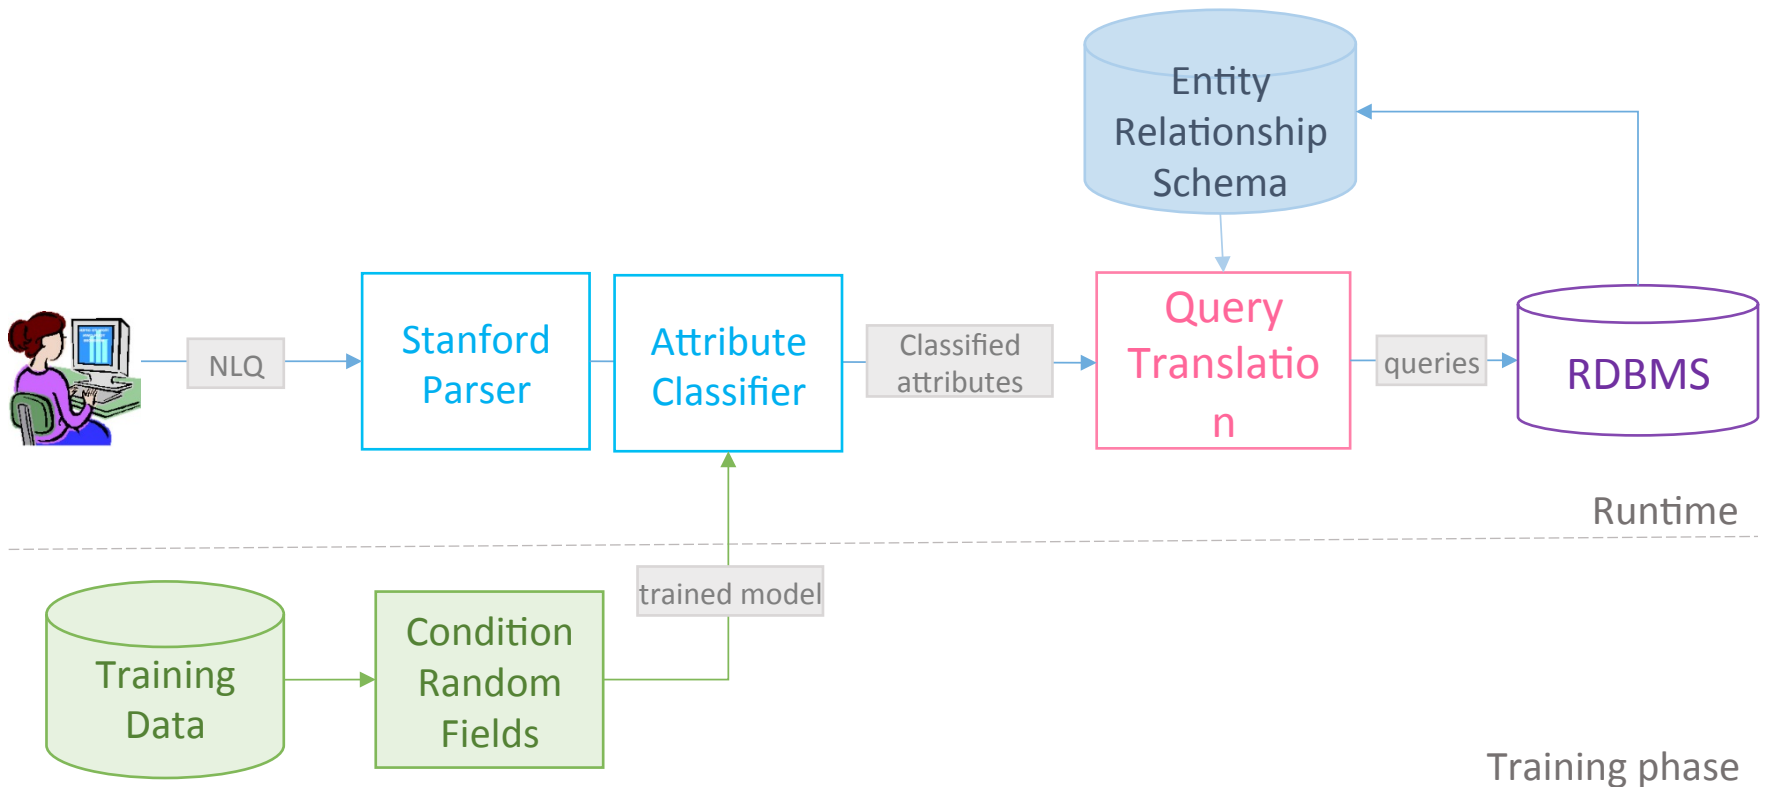 Entity
Relationship
Schema
NLQ
Stanford
Parser
Attribute
Classifier
Classified
attributes
Query
Translatio
n
queries
RDBMS
Runtime
trained model
Training
Data
Condition
Random
Fields
Training phase